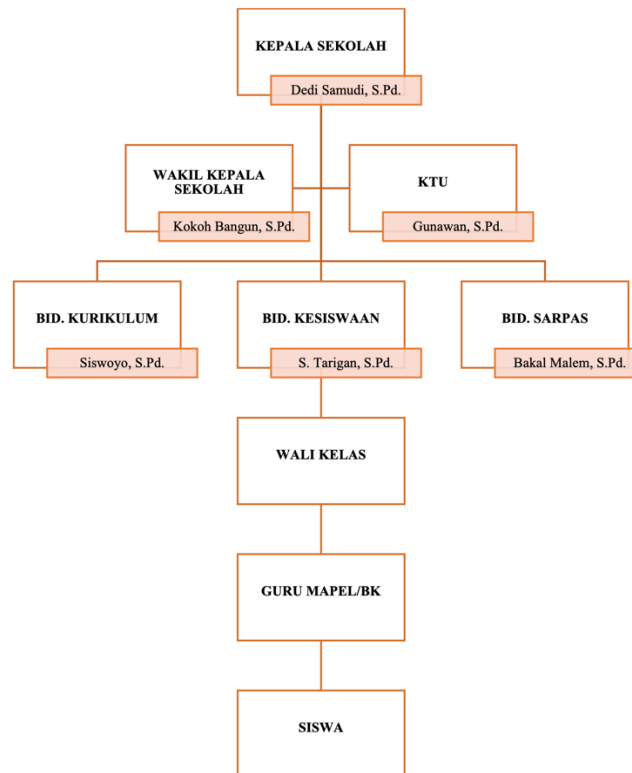 KEPALA SEKOLAH
Dedi Samudi, S.Pd.
WAKIL KEPALA
SEKOLAH
Kokoh Bangun, S.Pd.
KTU
Gunawan, S.Pd.
BID. KURIKULUM
Siswoyo, S.Pd.
BID. KESISWAAN
S. Tarigan, S.Pd.
BID. SARPAS
Bakal Malem, S.Pd.
WALI KELAS
GURU MAPEL/BK
SISWA